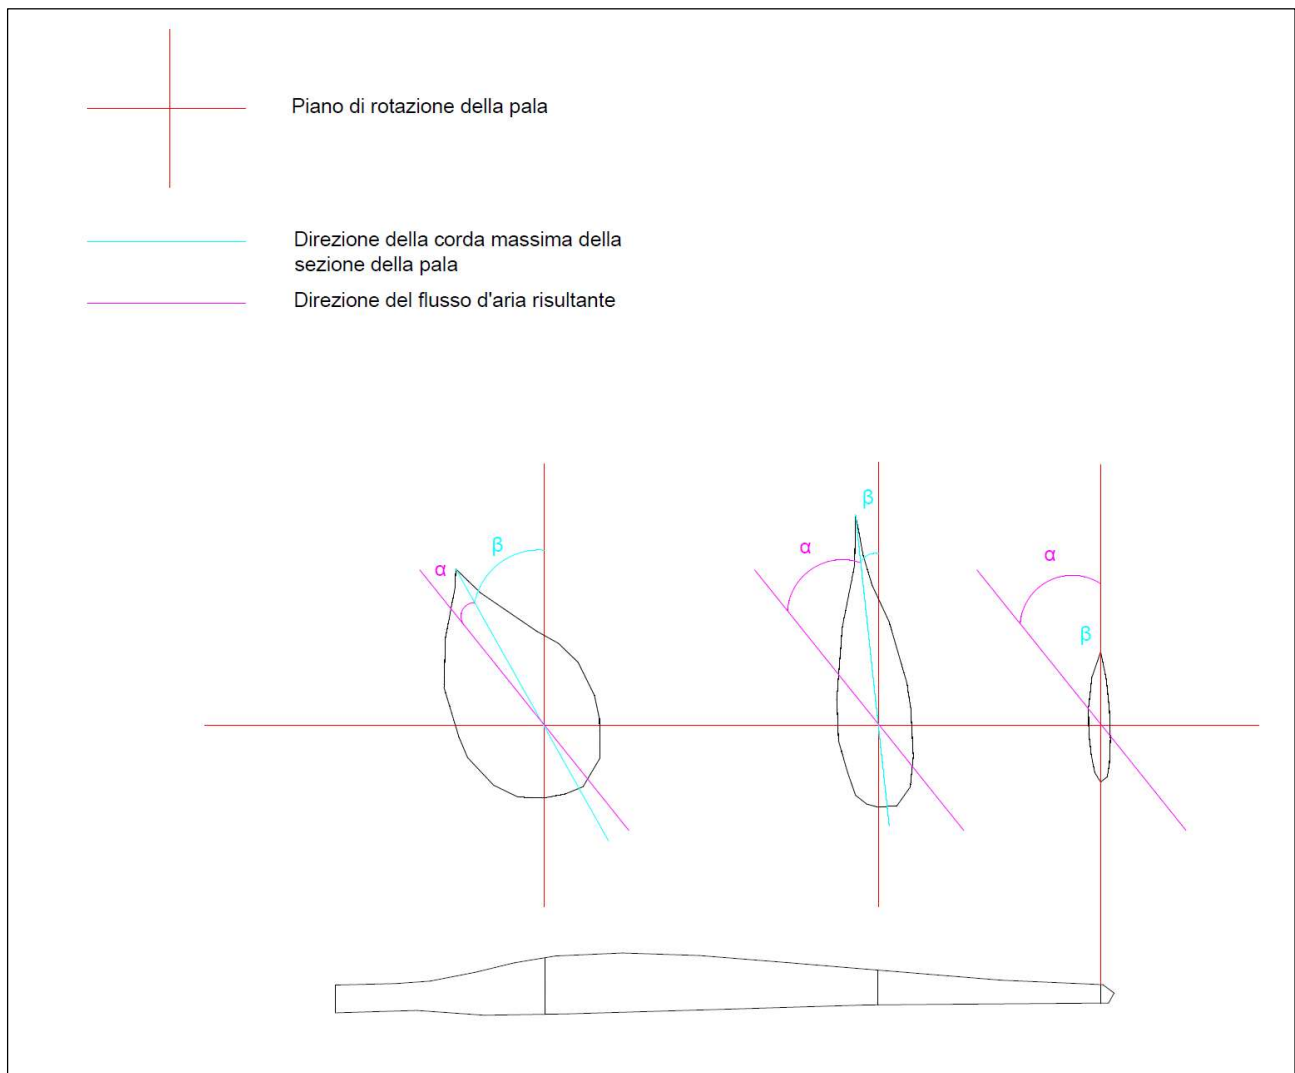 Piano di rotazione della pala
Direzione della corda massima della
sezione della pala
Direzione del flusso d'aria risultante
β
α
β
β
α
α
β